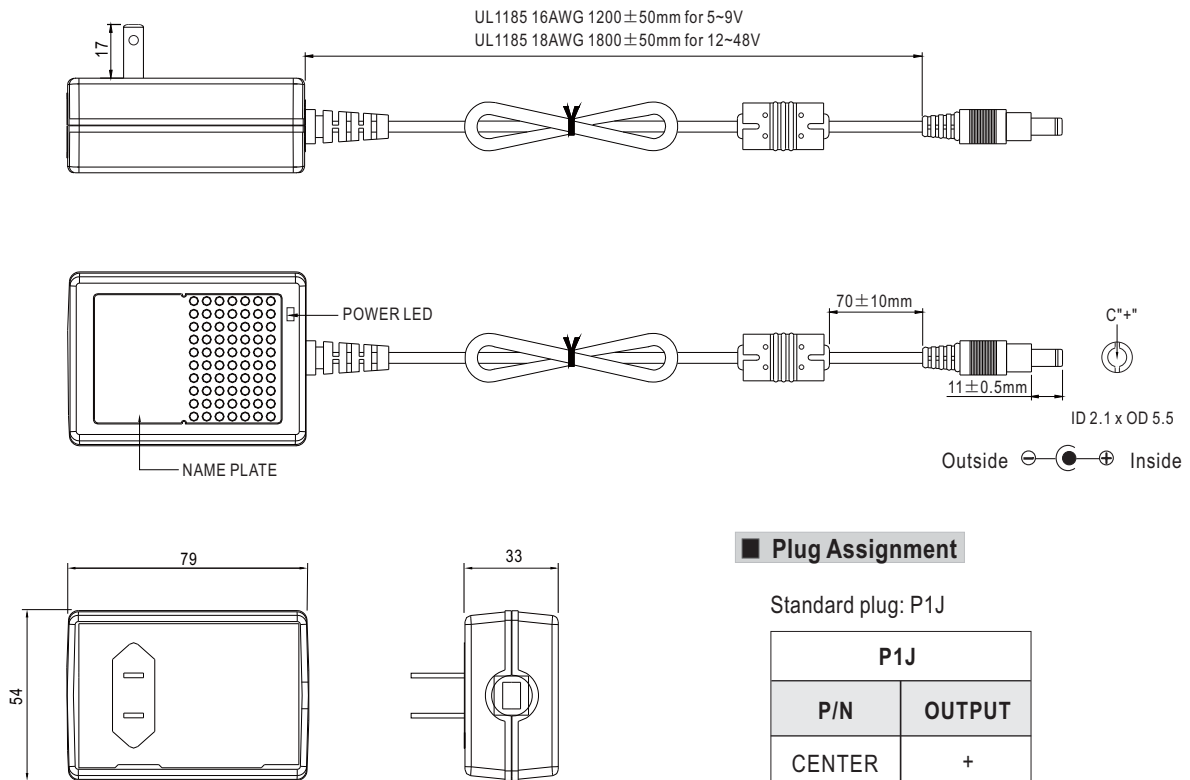 UL1185 16AWG 1200±50mm for 5~9V
UL1185 18AWG 1800±50mm for 12~48V
17
POWER LED
70±10mm
C"+"
11±0.5mm
ID 2.1 x OD 5.5
NAME PLATE
Outside - + Inside
79
33
54
■ Plug Assignment
Standard plug: P1J
P1J
P/N OUTPUT
CENTER +